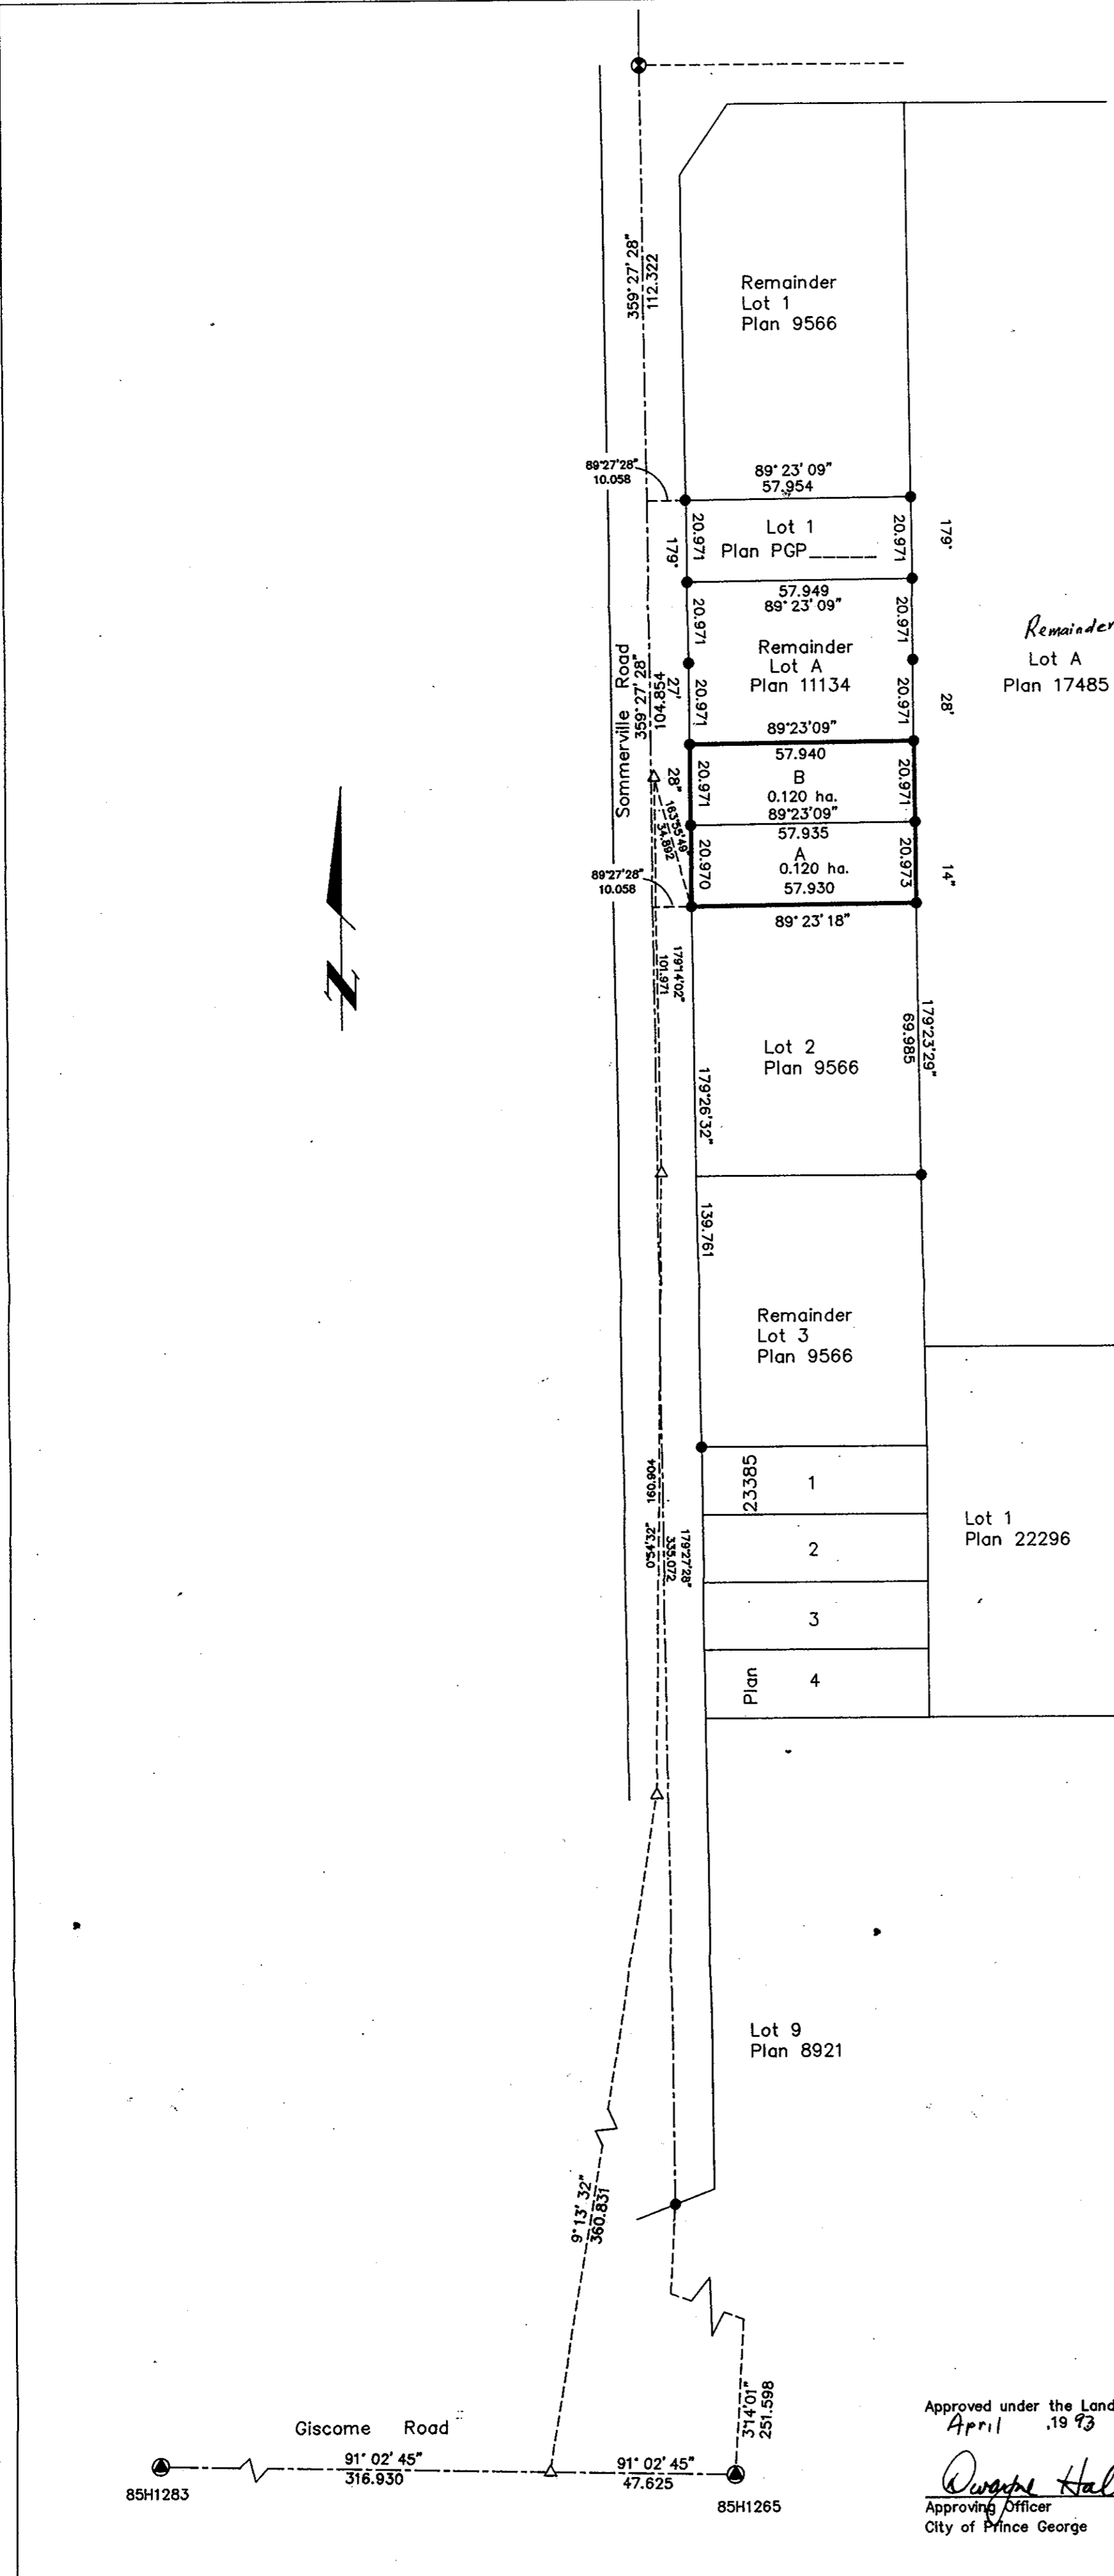 359° 27' 28"
112.322
Remainder
Lot 1
Plan 9566
89°27'28"
10.058
89° 23' 09"
57.954
20.971
Lot 1
Plan PGP_____
20.971
179°
179°
57.949
89° 23' 09"
20.971
20.971
Remainder
Lot A
Plan 11134
Remainder
Lot A
Plan 17485
Sommerville Road
359° 27' 28"
104.854
27'
20.971
20.971
28'
89°23'09"
57.940
28"
20.971
B
0.120 ha.
20.971
89°23'09"
163°55'49"
34.892
57.935
20.970
A
0.120 ha.
20.973
14"
57.930
89°27'28"
10.058
89° 23' 18"
179°14'02"
101.971
Lot 2
Plan 9566
179°23'29"
69.985
179°26'32"
139.761
Remainder
Lot 3
Plan 9566
160.904
0°54'32"
179°27'28"
335.072
Plan 23385
1
2
3
4
Lot 1
Plan 22296
Lot 9
Plan 8921
9° 13' 32"
360.831
3°14'01"
251.598
Giscome Road
91° 02' 45"
316.930
91° 02' 45"
47.625
85H1283
85H1265
Approved under the Land
April ,1993
Approving Officer
City of Prince George
N